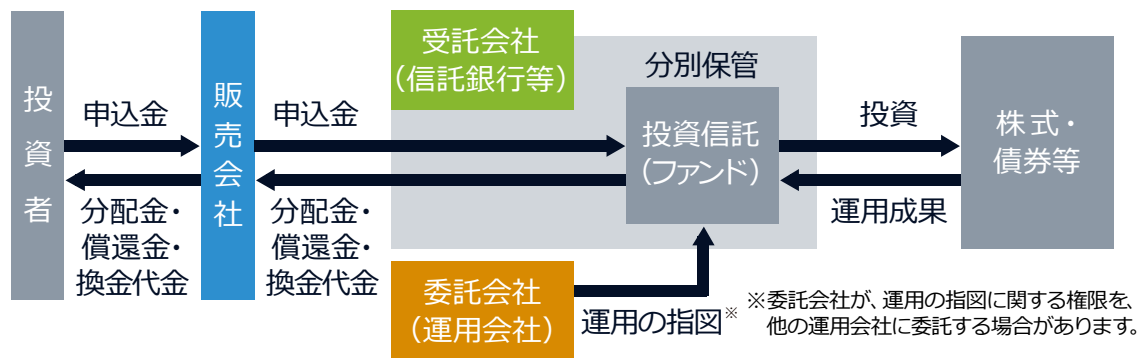 投資者
申込金
分配金・
償還金・
換金代金
販売会社
申込金
分配金・
償還金・
換金代金
受託会社
（信託銀行等）
分別保管
投資信託
（ファンド）
委託会社
（運用会社）
運用の指図※
投資
運用成果
株式・
債券等
※委託会社が、運用の指図に関する権限を、
他の運用会社に委託する場合があります。